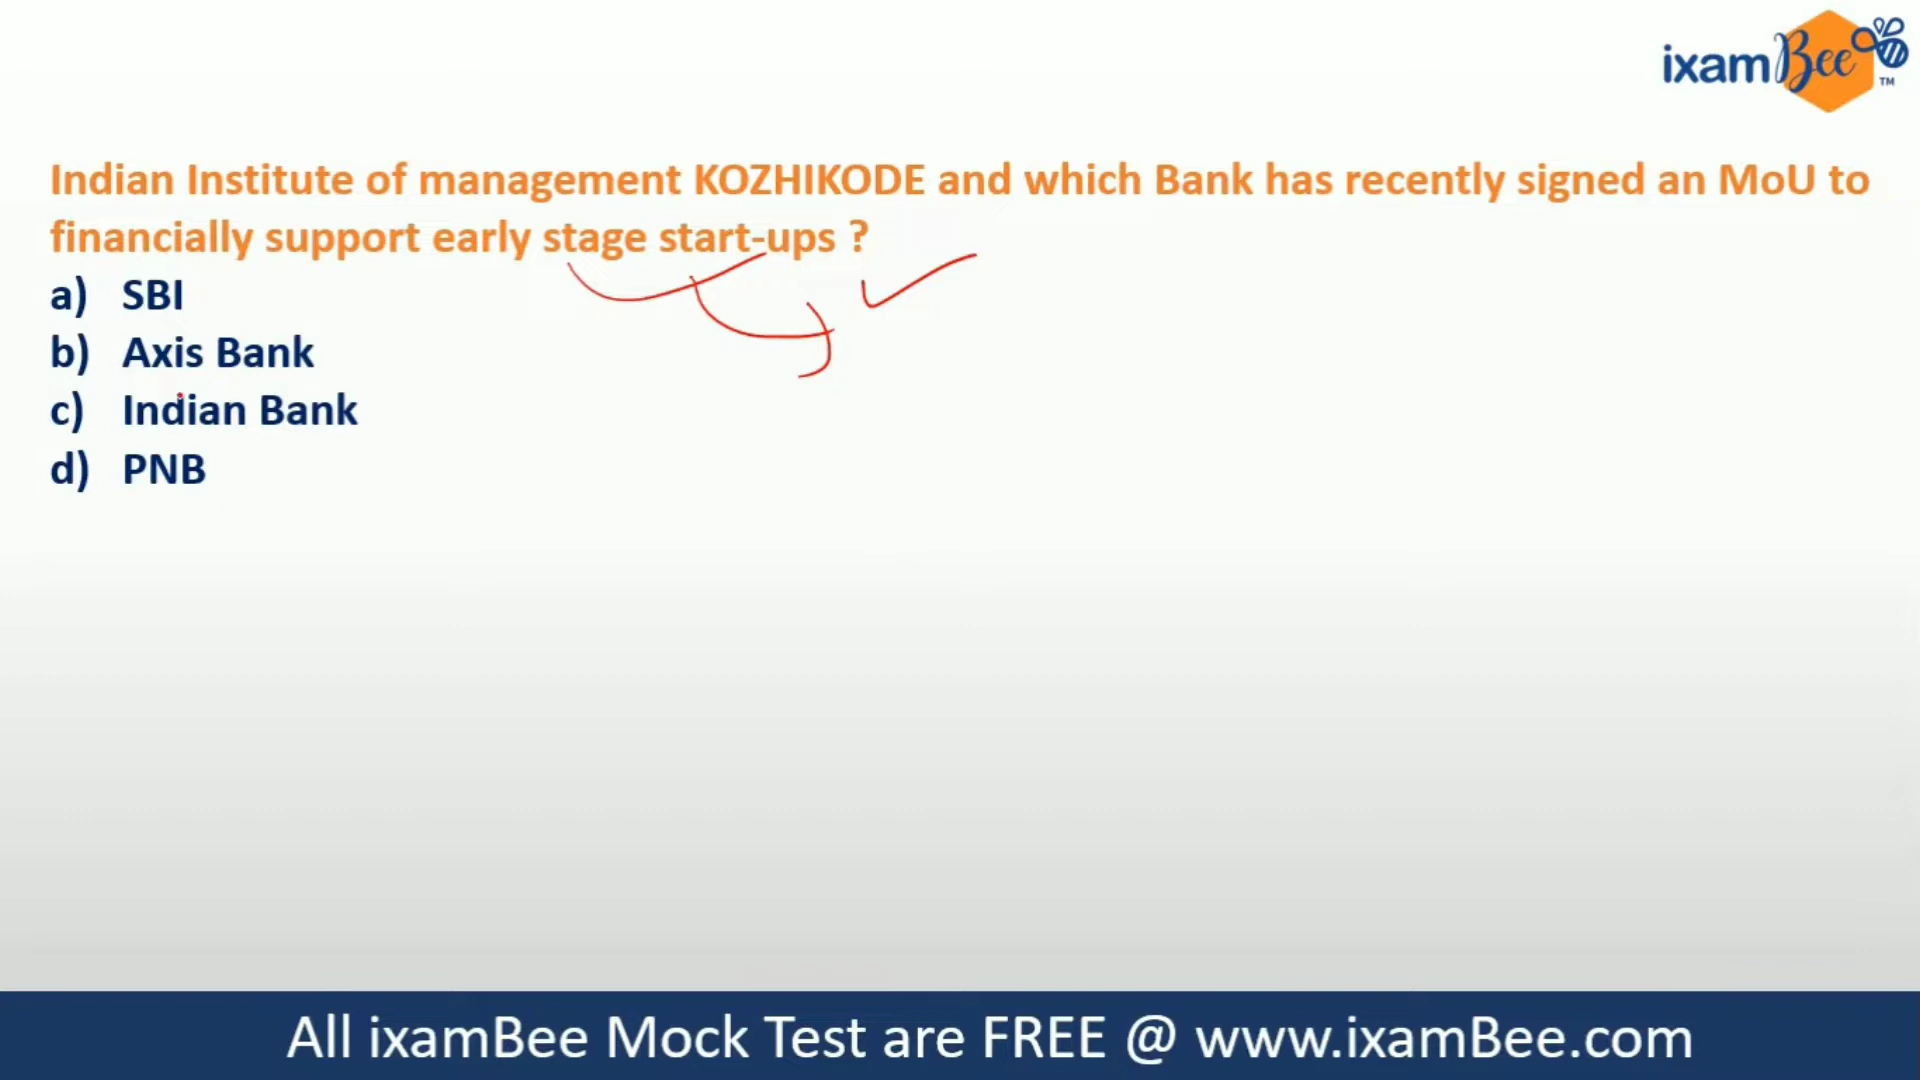 ixamBee™
Indian Institute of management KOZHIKODE and which Bank has recently signed an MoU to
financially support early stage start-ups ?
a) SBI
b) Axis Bank
c) Indian Bank
d) PNB
All ixamBee Mock Test are FREE @ www.ixamBee.com